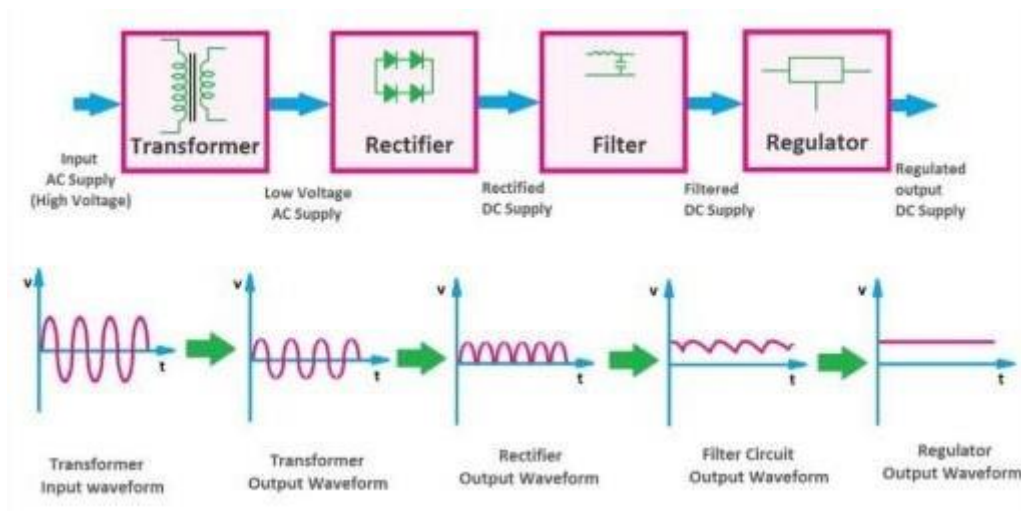 Transformer
Rectifier
Filter
Regulator
Input
AC Supply
(High Voltage)
Low Voltage
AC Supply
Rectified
DC Supply
Filtered
DC Supply
Regulated
output
DC Supply
v
t
v
t
v
t
v
t
v
t
Transformer
Input waveform
Transformer
Output Waveform
Rectifier
Output Waveform
Filter Circuit
Output Waveform
Regulator
Output Waveform